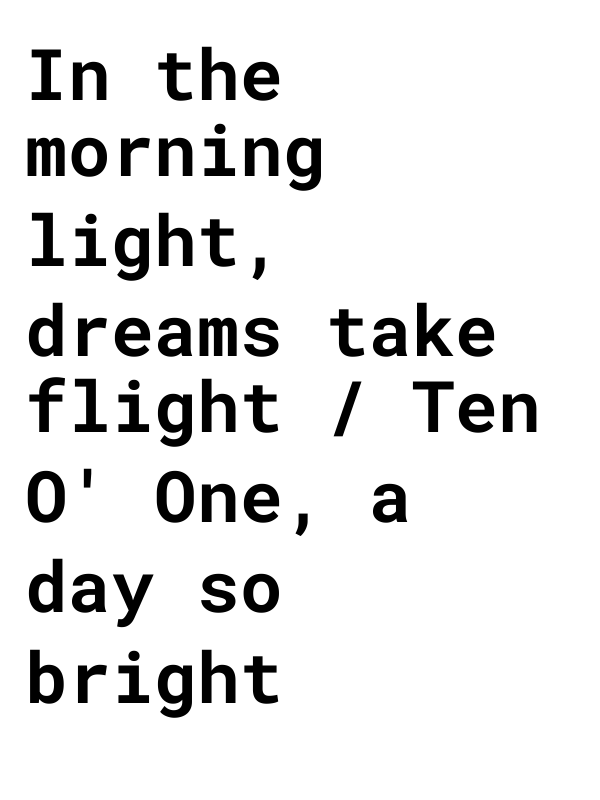 In the
morning
light,
dreams take
flight / Ten
O' One, a
day so
bright